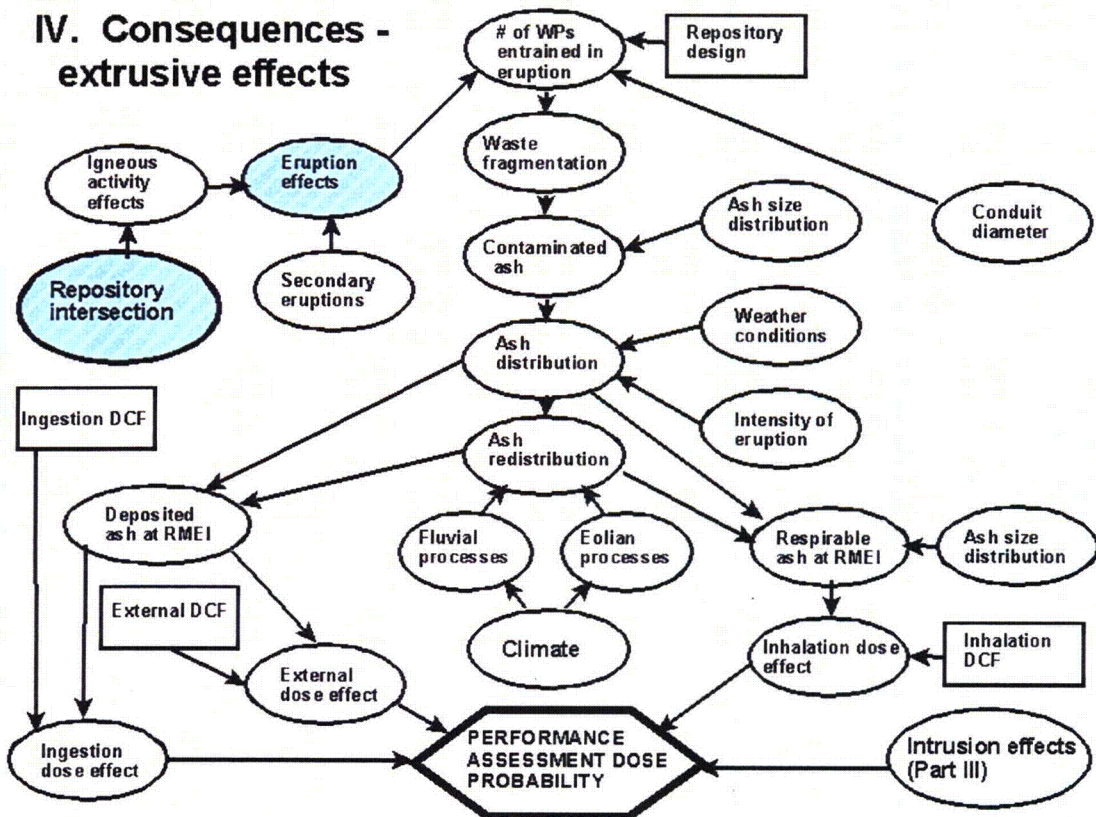 IV. Consequences -
extrusive effects
# of WPs
entrained in
eruption
Repository
design
Waste
fragmentation
Igneous
activity
effects
Eruption
effects
Ash size
distribution
Conduit
diameter
Contaminated
ash
Repository
intersection
Secondary
eruptions
Weather
conditions
Ash
distribution
Ingestion DCF
Intensity of
eruption
Ash
redistribution
Deposited
ash at RMEI
Fluvial
processes
Eolian
processes
Respirable
ash at RMEI
Ash size
distribution
External DCF
Climate
Inhalation dose
effect
Inhalation
DCF
External
dose effect
Ingestion
dose effect
PERFORMANCE
ASSESSMENT DOSE
PROBABILITY
Intrusion effects
(Part III)